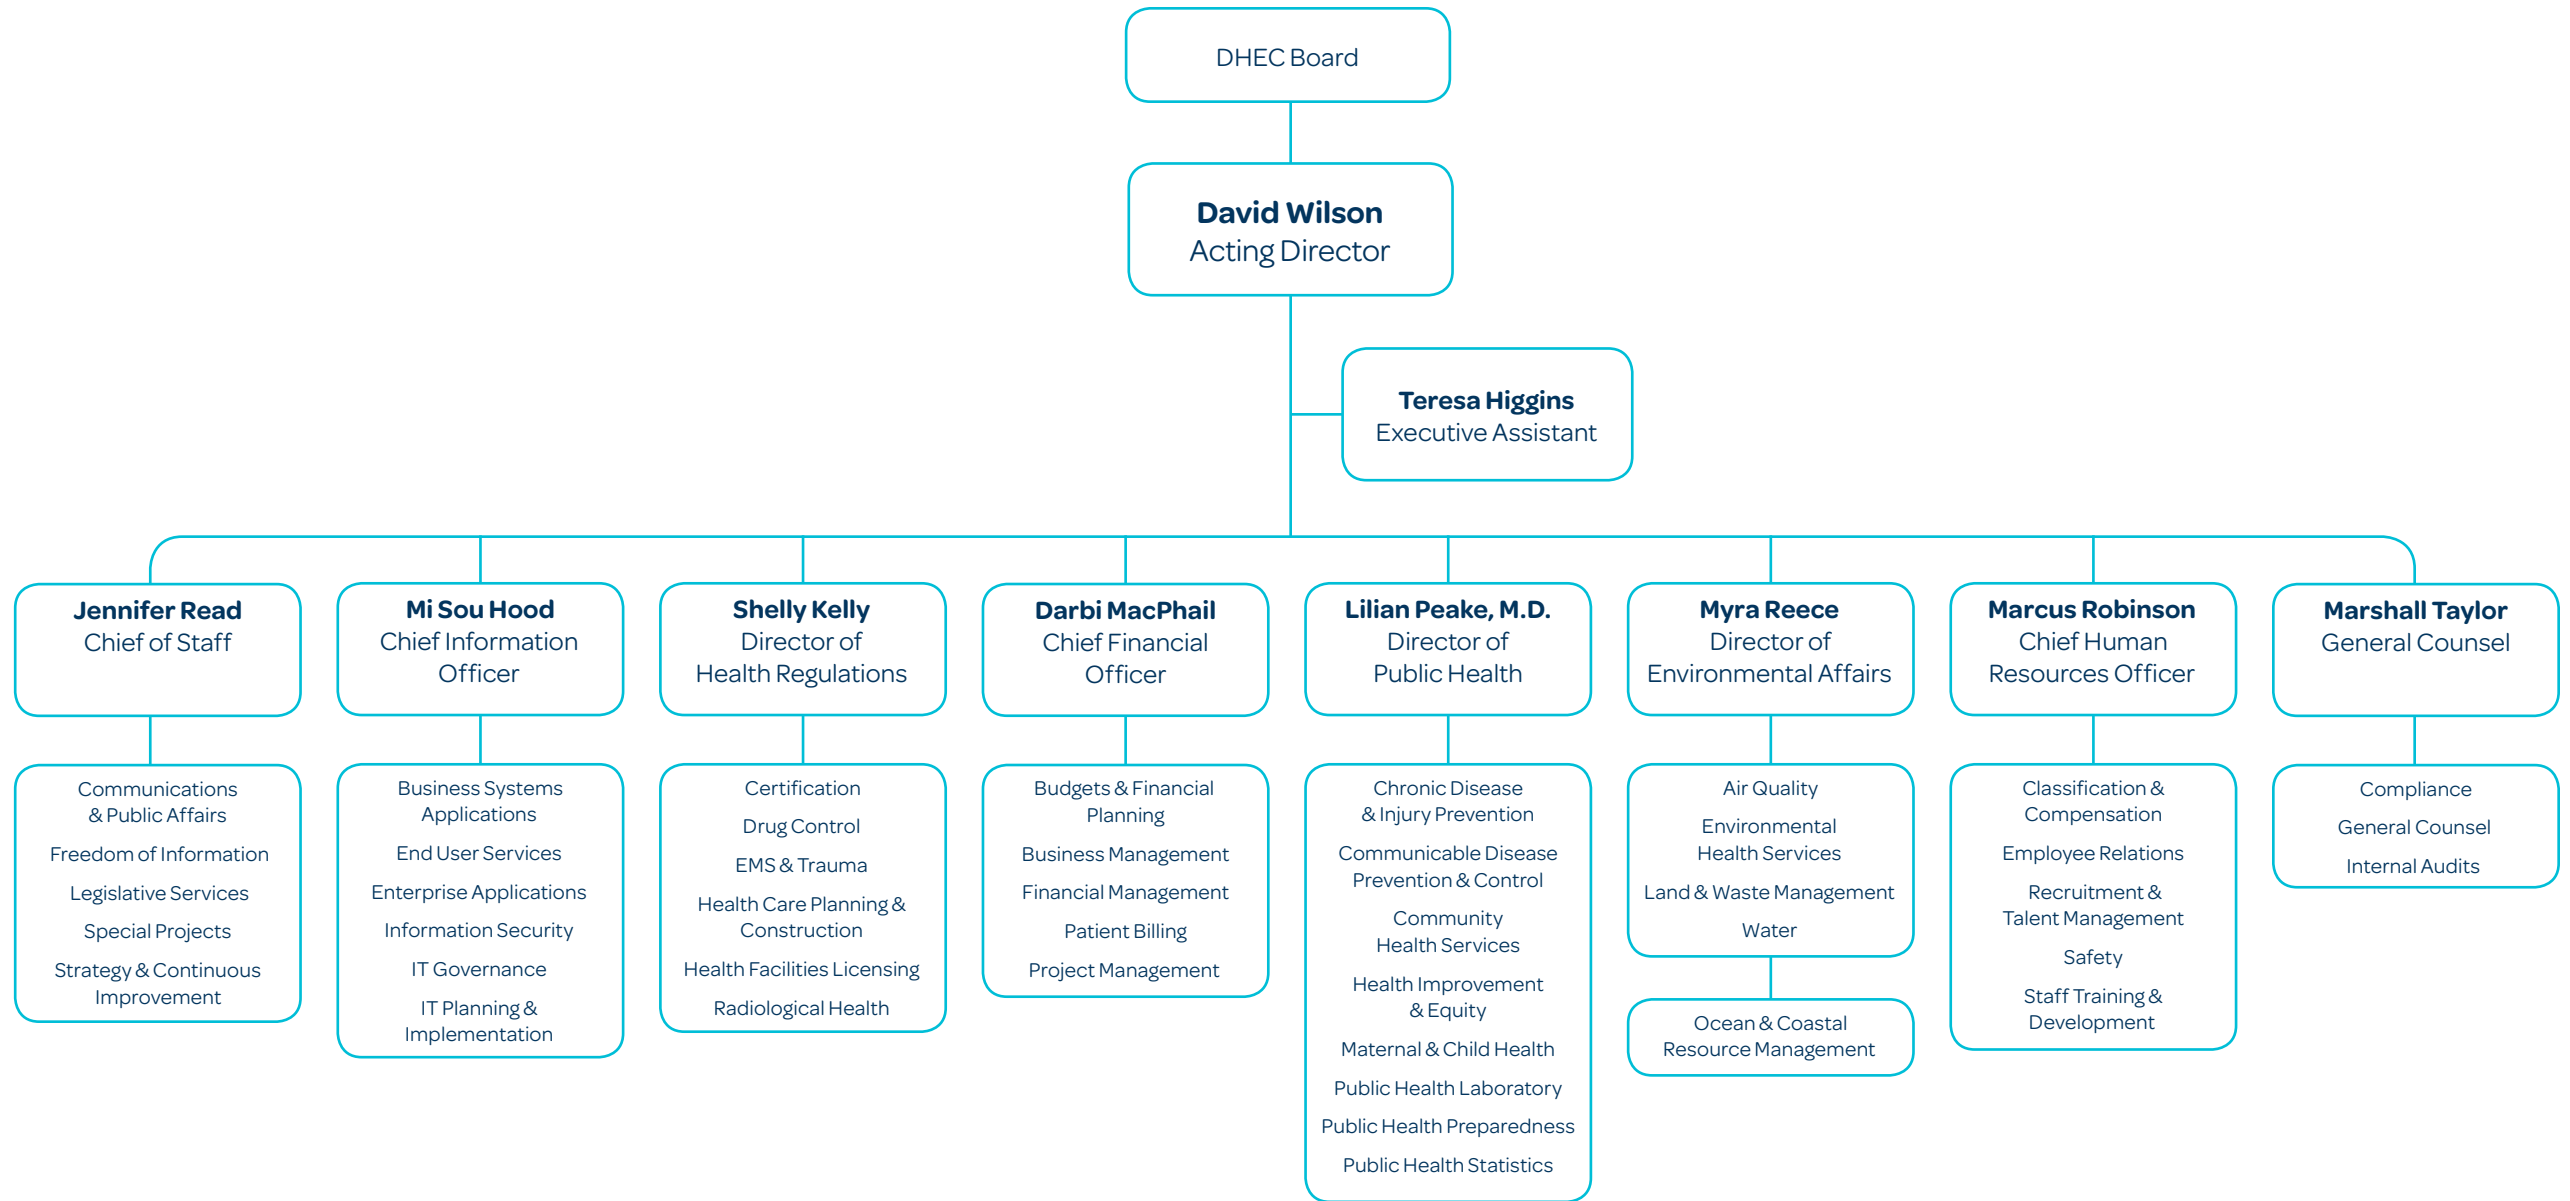 DHEC Board
David Wilson
Acting Director
Teresa Higgins
Executive Assistant
Jennifer Read
Chief of Staff
Communications
& Public Affairs
Freedom of Information
Legislative Services
Special Projects
Strategy & Continuous
Improvement
Mi Sou Hood
Chief Information
Officer
Business Systems
Applications
End User Services
Enterprise Applications
Information Security
IT Governance
IT Planning &
Implementation
Shelly Kelly
Director of
Health Regulations
Certification
Drug Control
EMS & Trauma
Health Care Planning &
Construction
Health Facilities Licensing
Radiological Health
Darbi MacPhail
Chief Financial
Officer
Budgets & Financial
Planning
Business Management
Financial Management
Patient Billing
Project Management
Lilian Peake, M.D.
Director of
Public Health
Chronic Disease
& Injury Prevention
Communicable Disease
Prevention & Control
Community
Health Services
Health Improvement
& Equity
Maternal & Child Health
Public Health Laboratory
Public Health Preparedness
Public Health Statistics
Myra Reece
Director of
Environmental Affairs
Air Quality
Environmental
Health Services
Land & Waste Management
Water
Ocean & Coastal
Resource Management
Marcus Robinson
Chief Human
Resources Officer
Classification &
Compensation
Employee Relations
Recruitment &
Talent Management
Safety
Staff Training &
Development
Marshall Taylor
General Counsel
Compliance
General Counsel
Internal Audits